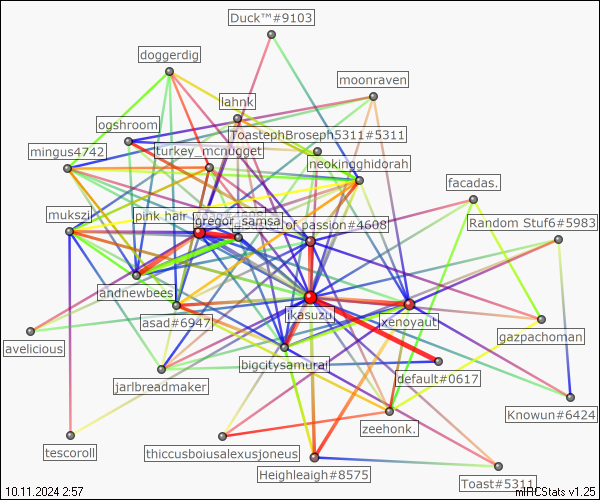 Duck™#9103
doggerdig
moonraven
lahnk
ogshroom
ToastephBroseph5311#5311
mingus4742
turkey_mcnugget
neokingghidorah
facadas.
mukszi
pink hair
gregor_samsa
of passion#4608
Random Stuf6#5983
andnewbees
asad#6947
ikasuzu
xenoyaut
avelicious
gazpachoman
bigcitysamurai
jarlbreadmaker
default#0617
Knowun#6424
zeehonk.
tescoroll
thiccusboiusalexusjoneus
Heighleaigh#8575
Toast#5311
10.11.2024 2:57
mIRCStats v1.25